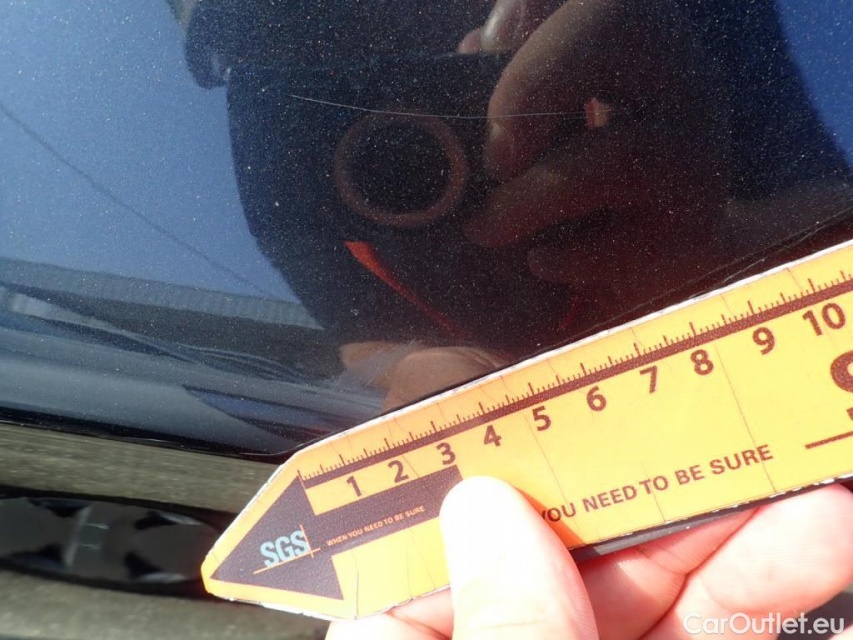 1 2 3 4 5 6 7 8 9 10
SGS
WHEN YOU NEED TO BE SURE
YOU NEED TO BE SURE
CarOutlet.eu